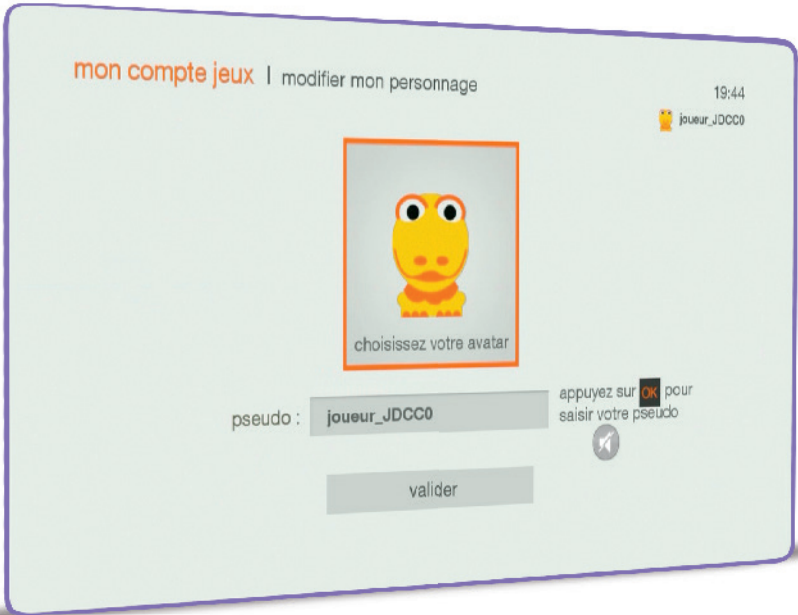 mon compte jeux | modifier mon personnage
19:44
joueur_JDCC0
choisissez votre avatar
pseudo : joueur_JDCC0
appuyez sur OK pour
saisir votre pseudo
valider